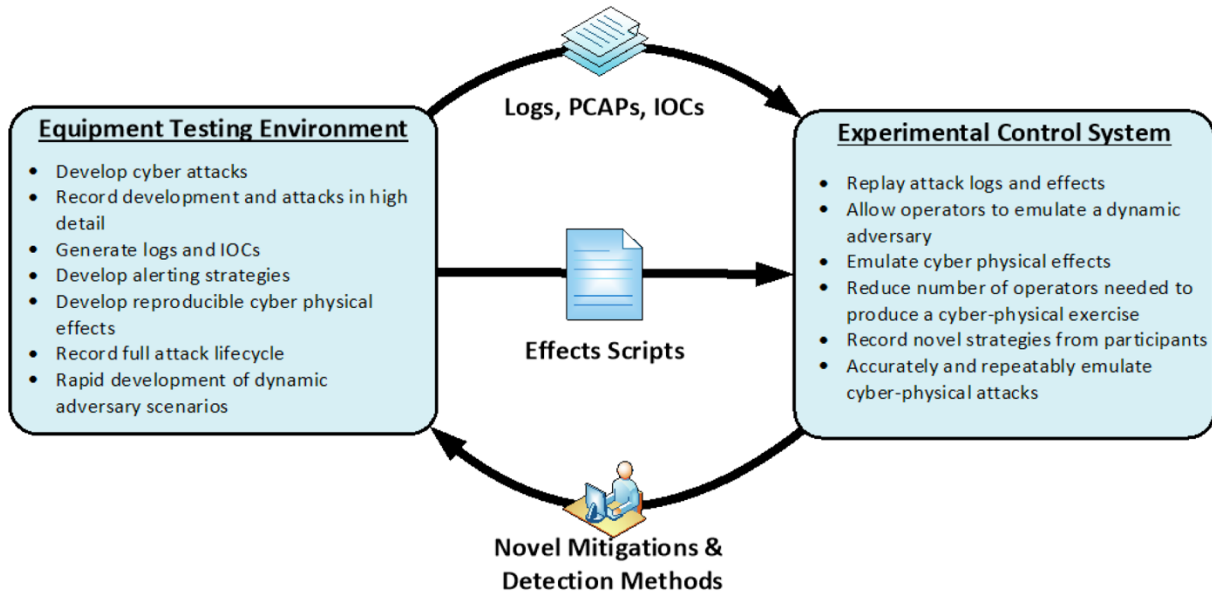 Logs, PCAPs, IOCs
Equipment Testing Environment
• Develop cyber attacks
• Record development and attacks in high
detail
• Generate logs and IOCs
• Develop alerting strategies
• Develop reproducible cyber physical
effects
• Record full attack lifecycle
• Rapid development of dynamic
adversary scenarios
Effects Scripts
Experimental Control System
• Replay attack logs and effects
• Allow operators to emulate a dynamic
adversary
• Emulate cyber physical effects
• Reduce number of operators needed to
produce a cyber-physical exercise
• Record novel strategies from participants
• Accurately and repeatably emulate
cyber-physical attacks
Novel Mitigations &
Detection Methods